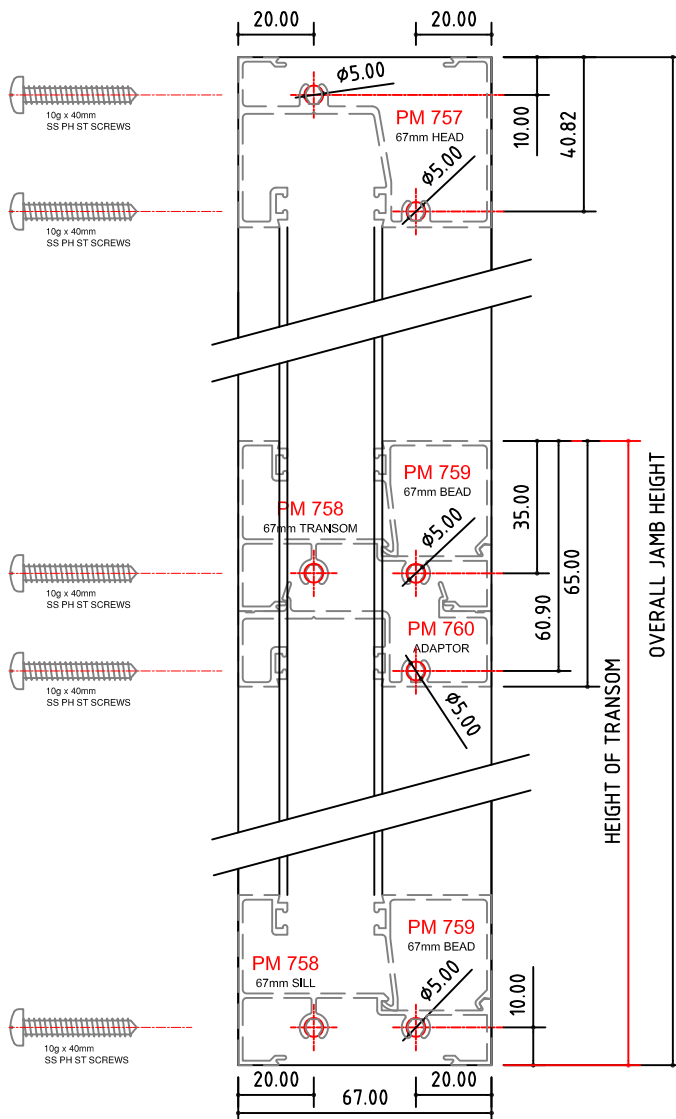 20.00
20.00
ø5.00
10g x 40mm
SS PH ST SCREWS
PM 757
67mm HEAD
10.00
40.82
ø5.00
10g x 40mm
SS PH ST SCREWS
PM 759
67mm BEAD
PM 758
67mm TRANSOM
ø5.00
35.00
60.90
65.00
OVERALL JAMB HEIGHT
10g x 40mm
SS PH ST SCREWS
PM 760
ADAPTOR
10g x 40mm
SS PH ST SCREWS
ø5.00
HEIGHT OF TRANSOM
PM 759
67mm BEAD
PM 758
67mm SILL
ø5.00
10.00
10g x 40mm
SS PH ST SCREWS
20.00
20.00
67.00